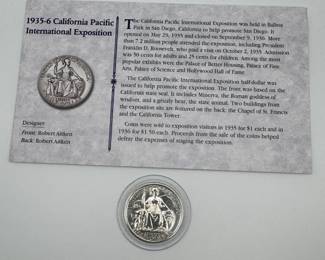 1935-6 California Pacific
International Exposition
The California Pacific International Exposition was held in Balboa
Park in San Diego, California to help promote San Diego. It
opened on May 29, 1935 and closed on September 9, 1936. More
than 7.2 million people attended the exposition, including President
Franklin D. Roosevelt, who paid a visit on October 2, 1935. Admission
was 50 cents for adults and 25 cents for children. Among the most
popular exhibits were the Palace of Better Housing, Palace of Fine
Arts, Palace of Science and Hollywood Hall of Fame.
The California Pacific International Exposition half-dollar was
issued to help promote the exposition. The front was based on the
California state seal. It includes Minerva, the Roman goddess of
wisdom, and a grizzly bear, the state animal. Two buildings from
the exposition site are featured on the back: the Chapel of St. Francis
and the California Tower.
Coins were sold to exposition visitors in 1935 for $1 each and in
1936 for $1.50 each. Proceeds from the sale of the coins helped
defray the expenses of staging the exposition.
Designer
Front: Robert Aitken
Back: Robert Aitken